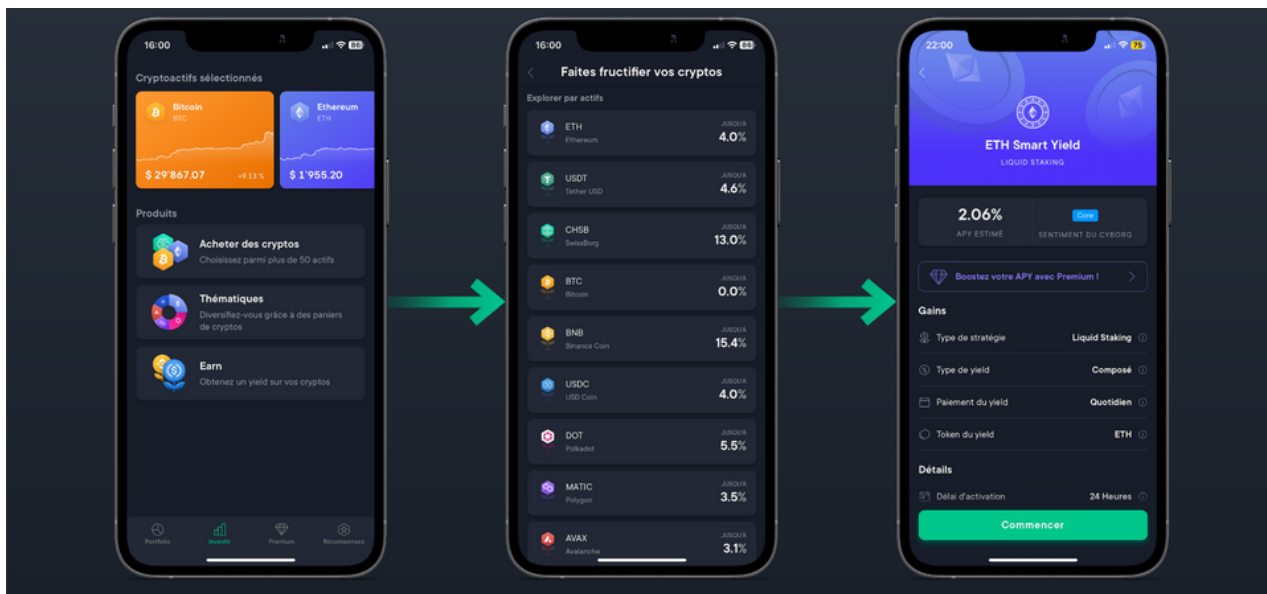 16:00
86
Cryptoactifs sélectionnés
Bitcoin
BTC
$ 29'867.07
+9.13 %
Ethereum
ETH
$ 1'955.20
Produits
Acheter des cryptos
Choisissez parmi plus de 50 actifs
Thématiques
Diversifiez-vous grâce à des paniers
de cryptos
Earn
Obtenez un yield sur vos cryptos
Portfolio
Investir
Premium
Récompenses
16:00
86
Faites fructifier vos cryptos
Explorer par actifs
ETH
Ethereum
JUSQU'À
4.0%
USDT
Tether USD
JUSQU'À
4.6%
CHSB
SwissBorg
JUSQU'À
13.0%
BTC
Bitcoin
JUSQU'À
0.0%
BNB
Binance Coin
JUSQU'À
15.4%
USDC
USD Coin
JUSQU'À
4.0%
DOT
Polkadot
JUSQU'À
5.5%
MATIC
Polygon
JUSQU'À
3.5%
AVAX
Avalanche
JUSQU'À
3.1%
22:00
75
ETH Smart Yield
LIQUID STAKING
2.06%
APY ESTIMÉ
Core
SENTIMENT DU CYBORG
Boostez votre APY avec Premium !
Gains
Type de stratégie Liquid Staking
Type de yield Composé
Paiement du yield Quotidien
Token du yield ETH
Détails
Délai d'activation 24 Heures
Commencer